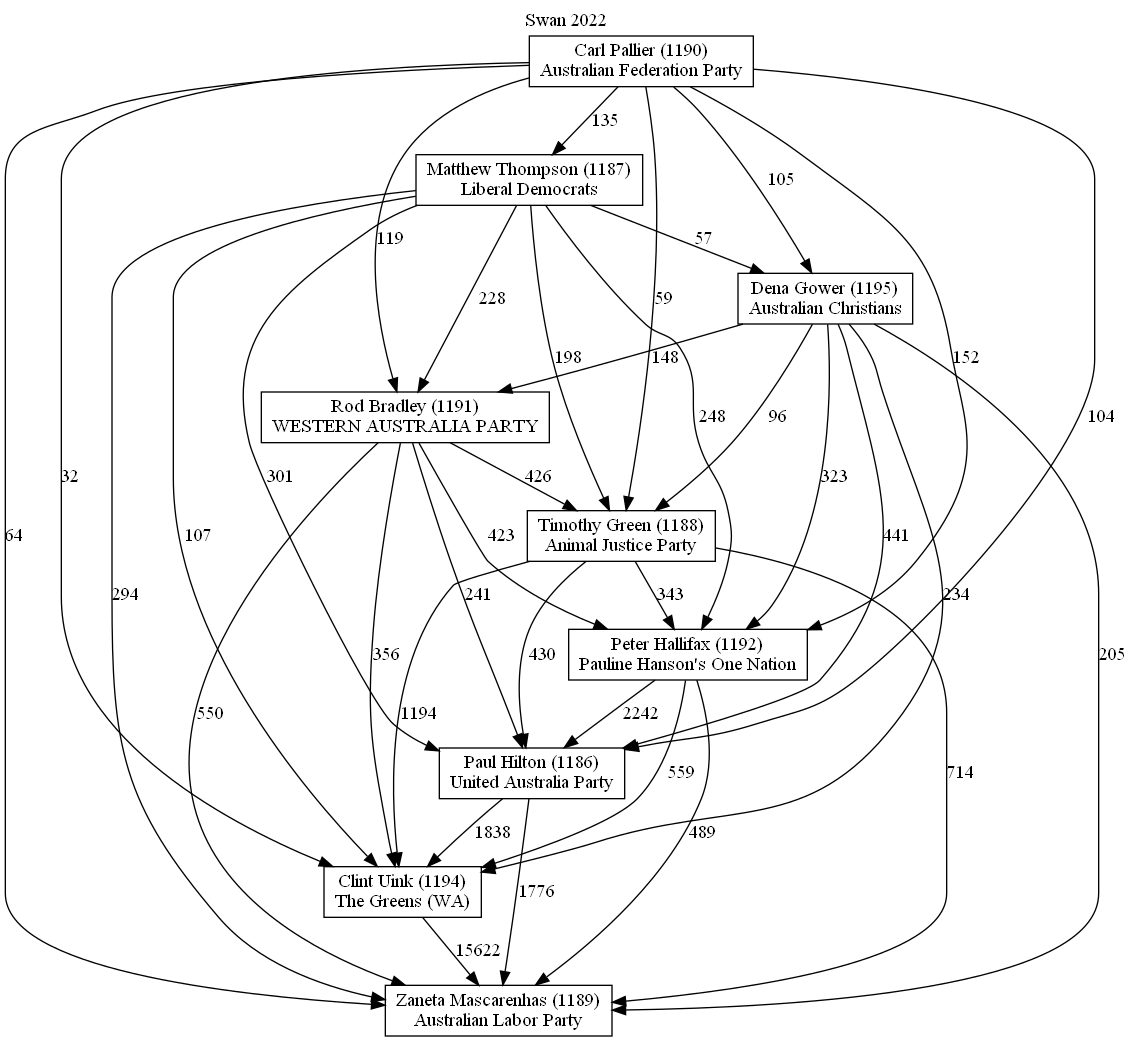 Swan 2022
Carl Pallier (1190)
Australian Federation Party
135
Matthew Thompson (1187)
Liberal Democrats
105
119
57
Dena Gower (1195)
Australian Christians
228
59
198
148
152
Rod Bradley (1191)
WESTERN AUSTRALIA PARTY
248
96
104
32
301
426
323
Timothy Green (1188)
Animal Justice Party
64
107
423
441
294
241
343
234
Peter Hallifax (1192)
Pauline Hanson's One Nation
356
430
205
550
1194
2242
Paul Hilton (1186)
United Australia Party
559
714
1838
489
Clint Uink (1194)
The Greens (WA)
1776
15622
Zaneta Mascarenhas (1189)
Australian Labor Party